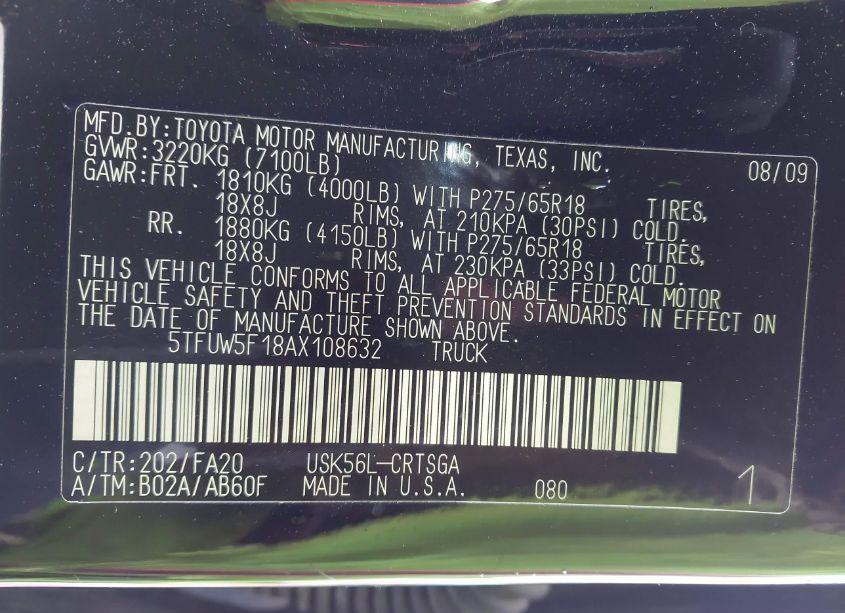 MFD.BY:TOYOTA MOTOR MANUFACTURING, TEXAS, INC.
GVWR:3220KG (7100LB) 08/09
GAWR:FRT. 1810KG (4000LB) WITH P275/65R18 TIRES,
18X8J RIMS, AT 210KPA (30PSI) COLD.
RR. 1880KG (4150LB) WITH P275/65R18 TIRES,
18X8J RIMS, AT 230KPA (33PSI) COLD.
THIS VEHICLE CONFORMS TO ALL APPLICABLE FEDERAL MOTOR
VEHICLE SAFETY AND THEFT PREVENTION STANDARDS IN EFFECT ON
THE DATE OF MANUFACTURE SHOWN ABOVE.
5TFUW5F18AX108632 TRUCK
C/TR:202/FA20 USK56L-CRTSGA
A/TM:B02A/AB60F MADE IN U.S.A. 080 1